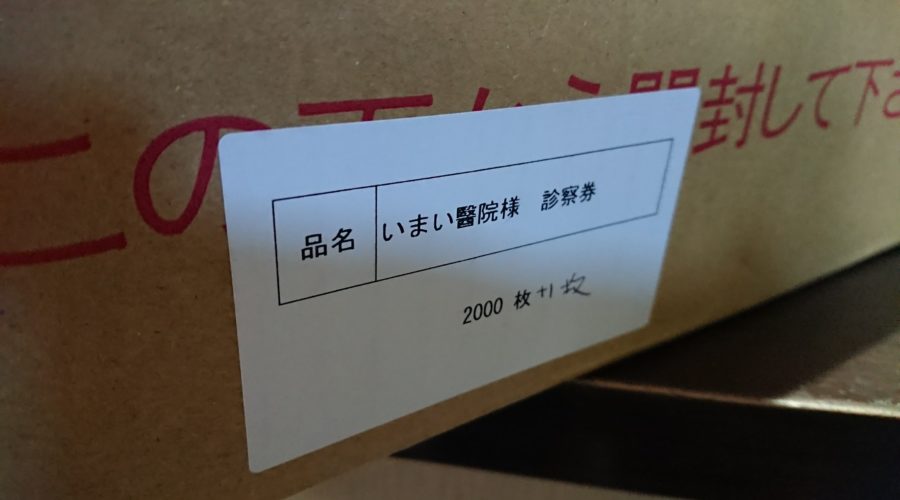 この面から開封して下さ
品名 いまい醫院様 診察券
2000 枚+1枚